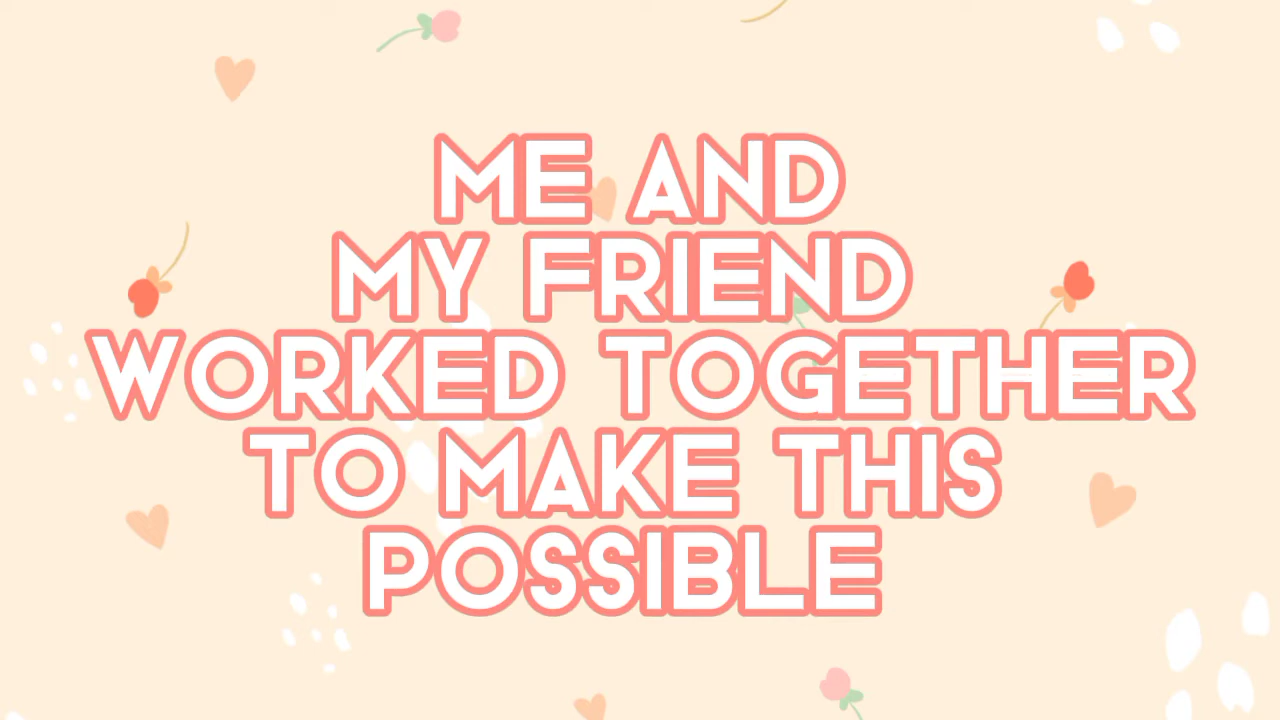 ME AND
MY FRIEND
WORKED TOGETHER
TO MAKE THIS
POSSIBLE